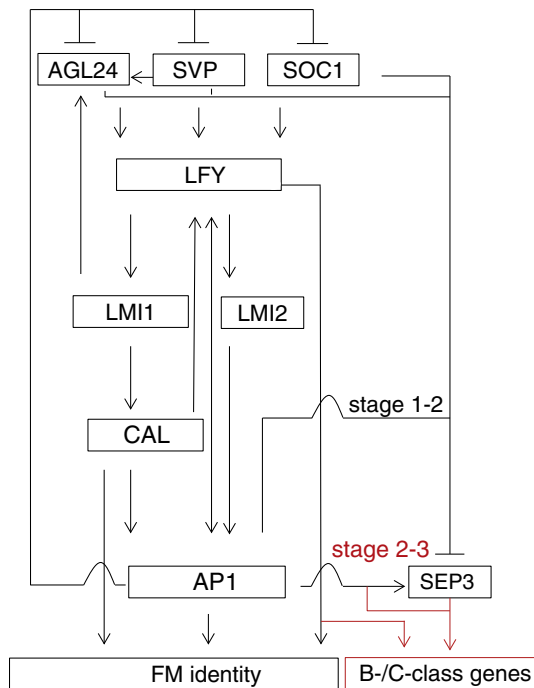 AGL24
SVP
SOC1
LFY
LMI1
LMI2
stage 1-2
CAL
stage 2-3
AP1
SEP3
FM identity
B-/C-class genes